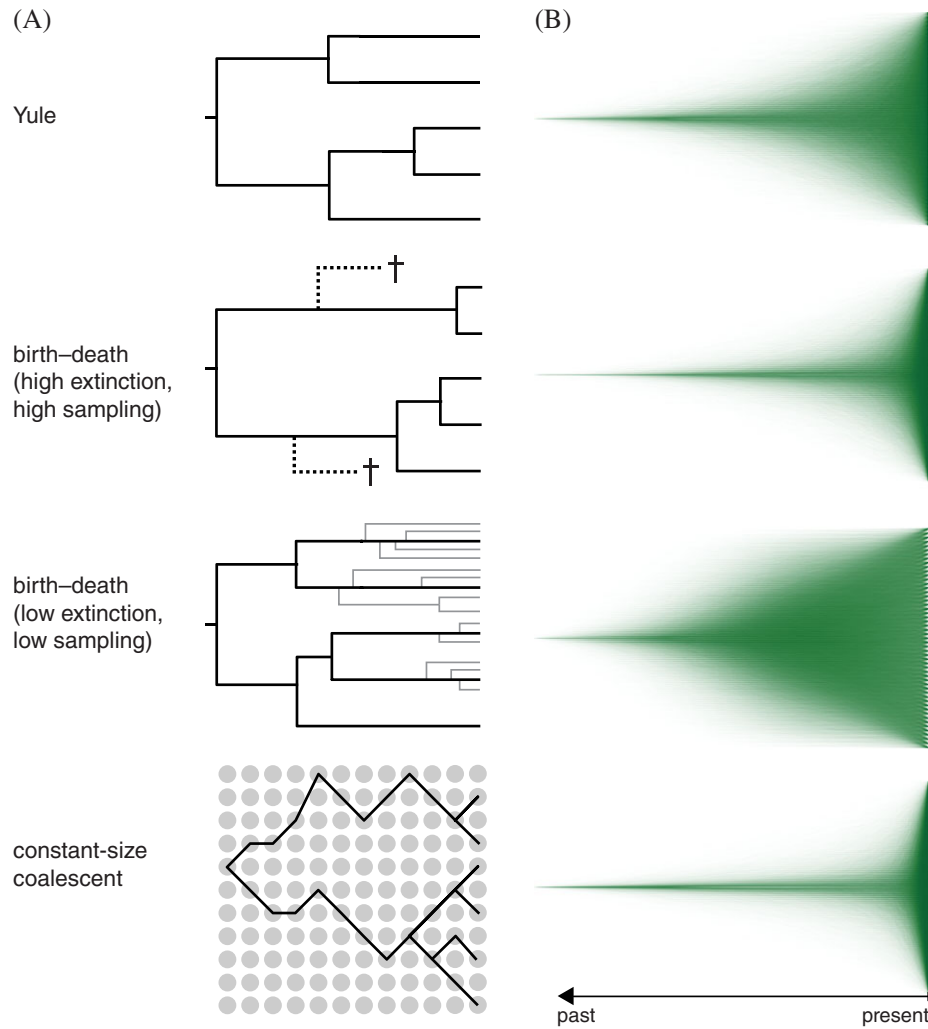 (A)
(B)
Yule
birth–death
(high extinction,
high sampling)
birth–death
(low extinction,
low sampling)
constant-size
coalescent
past
present